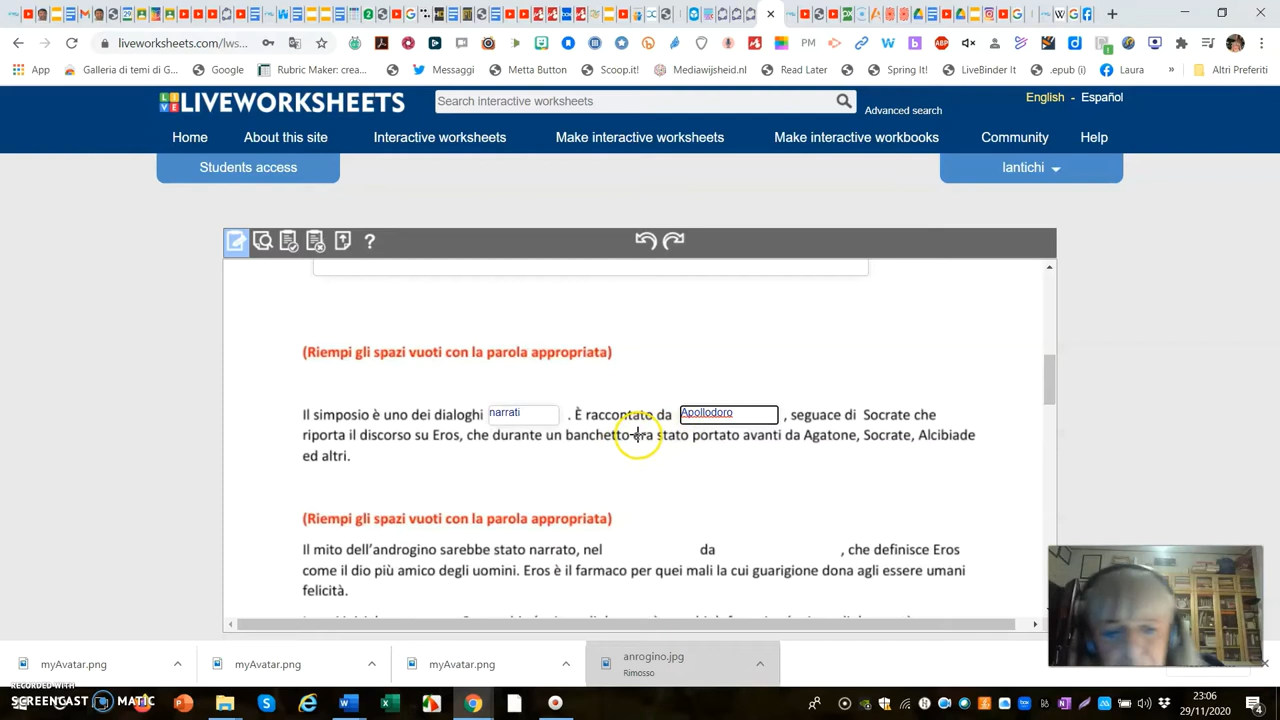 liveworksheets.com/lws...
PM
ABP
App
Galleria di temi di G...
Google
Rubric Maker: crea...
Messaggi
Metta Button
Scoop.it!
Mediawijsheid.nl
Read Later
Spring It!
LiveBinder It
.epub (i)
Laura
»
Altri Preferiti
LIVEWORKSHEETS
Search interactive worksheets
Advanced search
English - Español
Home
About this site
Interactive worksheets
Make interactive worksheets
Make interactive workbooks
Community
Help
Students access
lantichi
?
(Riempi gli spazi vuoti con la parola appropriata)
Il simposio è uno dei dialoghi narrati . È raccontato da Apollodoro , seguace di Socrate che
riporta il discorso su Eros, che durante un banchetto era stato portato avanti da Agatone, Socrate, Alcibiade
ed altri.
(Riempi gli spazi vuoti con la parola appropriata)
Il mito dell'androgino sarebbe stato narrato, nel da , che definisce Eros
come il dio più amico degli uomini. Eros è il farmaco per quei mali la cui guarigione dona agli essere umani
felicità.
myAvatar.png
myAvatar.png
myAvatar.png
anrogino.jpg
Rimosso
RECORDED WITH
SCREENCAST MATIC
23:06
29/11/2020
4